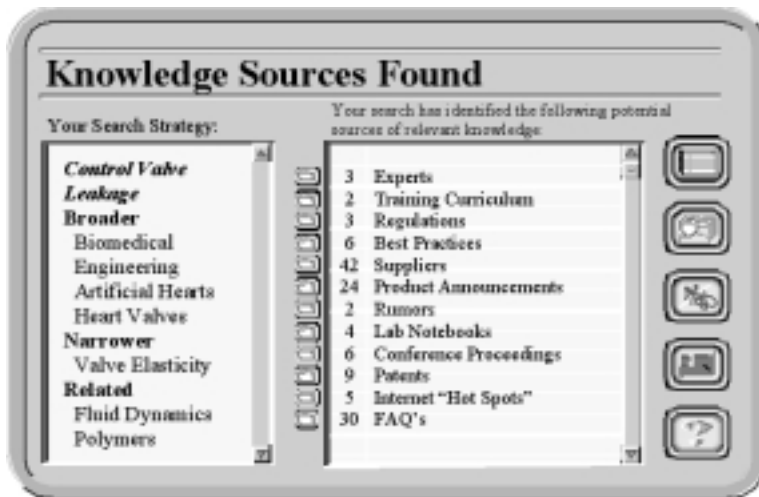 Knowledge Sources Found
Your Search Strategy:
Control Valve
Leakage
Broader
Biomedical
Engineering
Artificial Hearts
Heart Valves
Narrower
Valve Elasticity
Related
Fluid Dynamics
Polymers
Your search has identified the following potential
sources of relevant knowledge:
3 Experts
2 Training Curriculum
3 Regulations
6 Best Practices
42 Suppliers
24 Product Announcements
2 Rumors
4 Lab Notebooks
6 Conference Proceedings
9 Patents
5 Internet “Hot Spots”
30 FAQ's
?